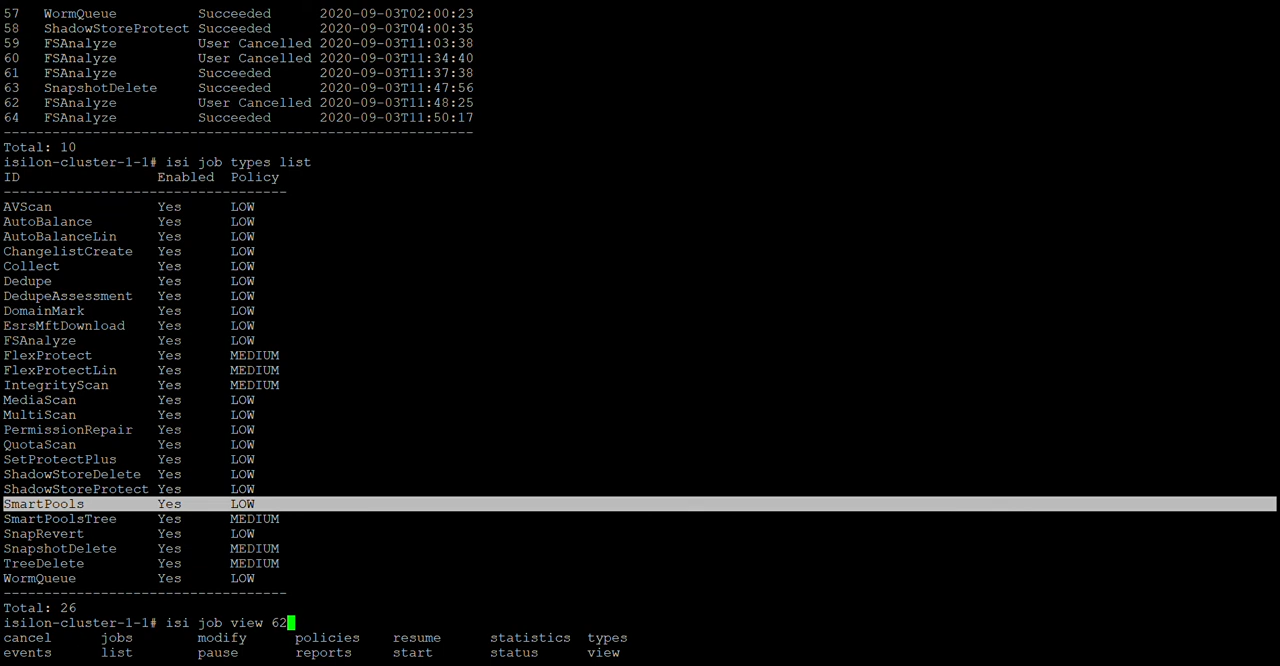 57 WormQueue Succeeded 2020-09-03T02:00:23
58 ShadowStoreProtect Succeeded 2020-09-03T04:00:35
59 FSAnalyze User Cancelled 2020-09-03T11:03:38
60 FSAnalyze User Cancelled 2020-09-03T11:34:40
61 FSAnalyze Succeeded 2020-09-03T11:37:38
63 SnapshotDelete Succeeded 2020-09-03T11:47:56
62 FSAnalyze User Cancelled 2020-09-03T11:48:25
64 FSAnalyze Succeeded 2020-09-03T11:50:17
----------------------------------------------------------
Total: 10
isilon-cluster-1-1# isi job types list
ID Enabled Policy
-----------------------------------
AVScan Yes LOW
AutoBalance Yes LOW
AutoBalanceLin Yes LOW
ChangelistCreate Yes LOW
Collect Yes LOW
Dedupe Yes LOW
DedupeAssessment Yes LOW
DomainMark Yes LOW
EsrsMftDownload Yes LOW
FSAnalyze Yes LOW
FlexProtect Yes MEDIUM
FlexProtectLin Yes MEDIUM
IntegrityScan Yes MEDIUM
MediaScan Yes LOW
MultiScan Yes LOW
PermissionRepair Yes LOW
QuotaScan Yes LOW
SetProtectPlus Yes LOW
ShadowStoreDelete Yes LOW
ShadowStoreProtect Yes LOW
SmartPools Yes LOW
SmartPoolsTree Yes MEDIUM
SnapRevert Yes LOW
SnapshotDelete Yes MEDIUM
TreeDelete Yes MEDIUM
WormQueue Yes LOW
-----------------------------------
Total: 26
isilon-cluster-1-1# isi job view 62
cancel jobs modify policies resume statistics types
events list pause reports start status view